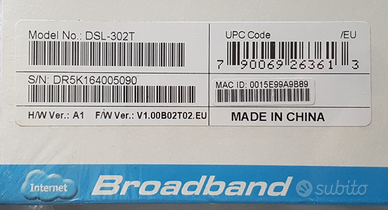 Model No.: DSL-302T
UPC Code /EU
7 90069 26361 3
S/N: DR5K164005090
MAC ID: 0015E99A9B89
H/W Ver.: A1 F/W Ver.: V1.00B02T02.EU
MADE IN CHINA
Internet
Broadband
subito